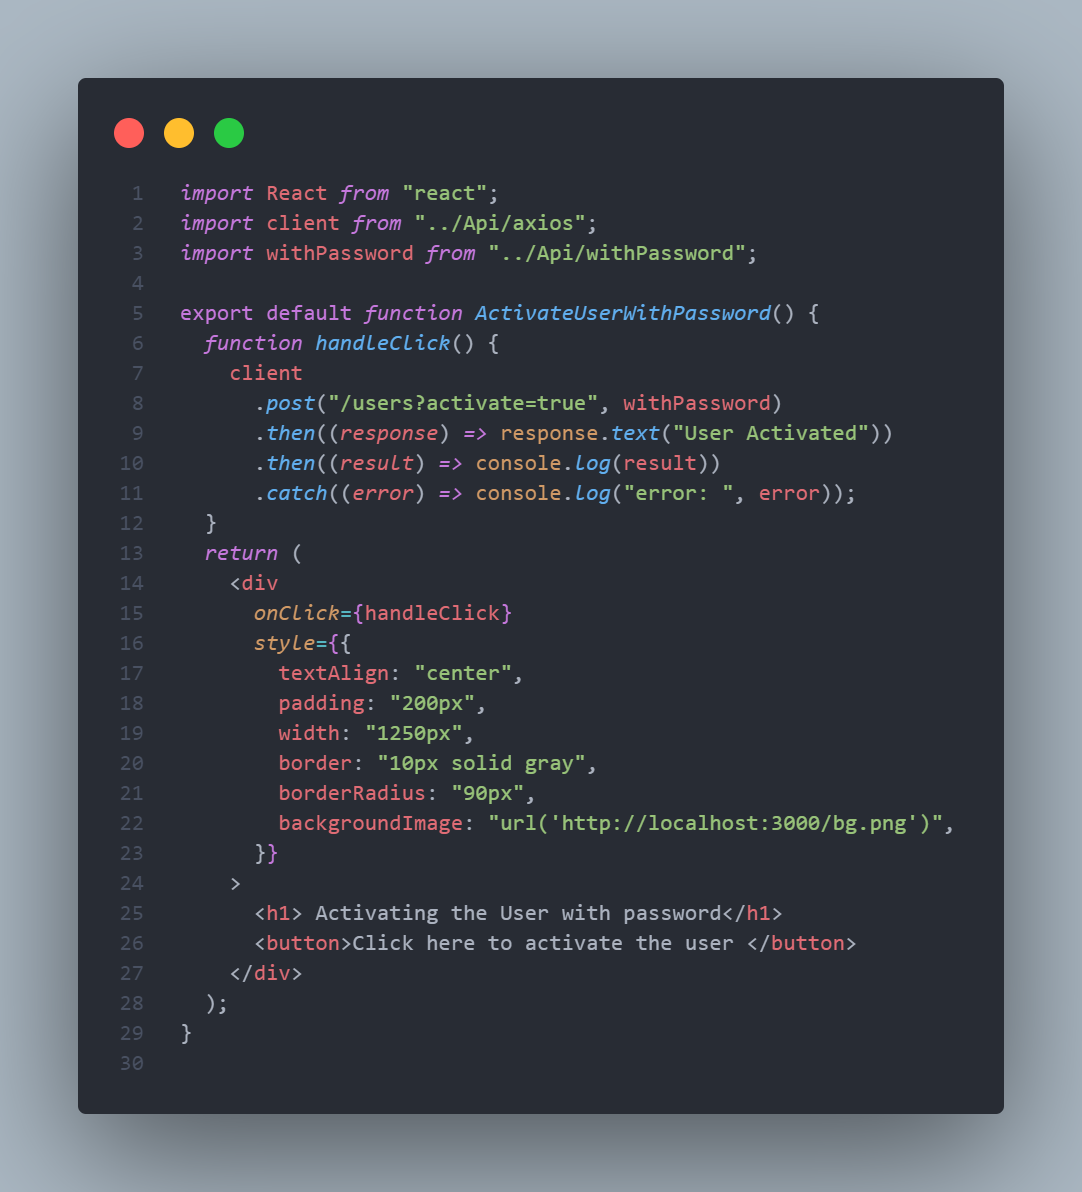 1 import React from "react";
2 import client from "../Api/axios";
3 import withPassword from "../Api/withPassword";
4
5 export default function ActivateUserWithPassword() {
6   function handleClick() {
7     client
8       .post("/users?activate=true", withPassword)
9       .then((response) => response.text("User Activated"))
10       .then((result) => console.log(result))
11       .catch((error) => console.log("error: ", error));
12   }
13   return (
14     <div
15       onClick={handleClick}
16       style={{
17         textAlign: "center",
18         padding: "200px",
19         width: "1250px",
20         border: "10px solid gray",
21         borderRadius: "90px",
22         backgroundImage: "url('http://localhost:3000/bg.png')",
23       }}
24     >
25       <h1> Activating the User with password</h1>
26       <button>Click here to activate the user </button>
27     </div>
28   );
29 }
30